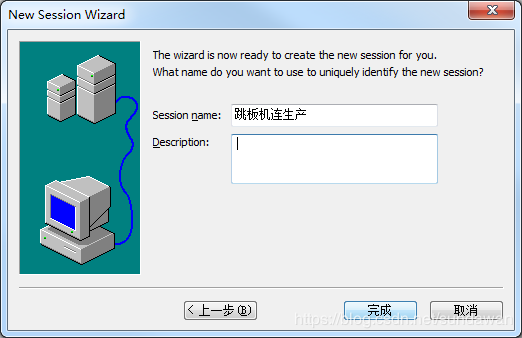 New Session Wizard
The wizard is now ready to create the new session for you.
What name do you want to use to uniquely identify the new session?
Session name: 跳板机连生产
Description:
< 上一步(B) 完成 取消
https://blog.csdn.net/sundawan